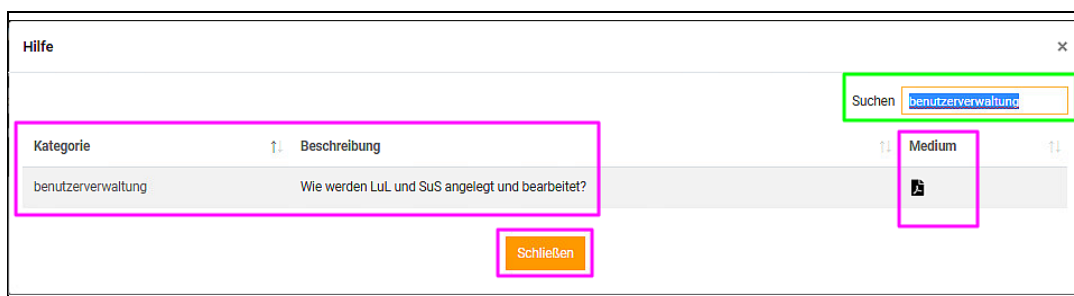 Hilfe ×
Suchen benutzerverwaltung
Kategorie Beschreibung Medium
benutzerverwaltung Wie werden LuL und SuS angelegt und bearbeitet?
Schließen